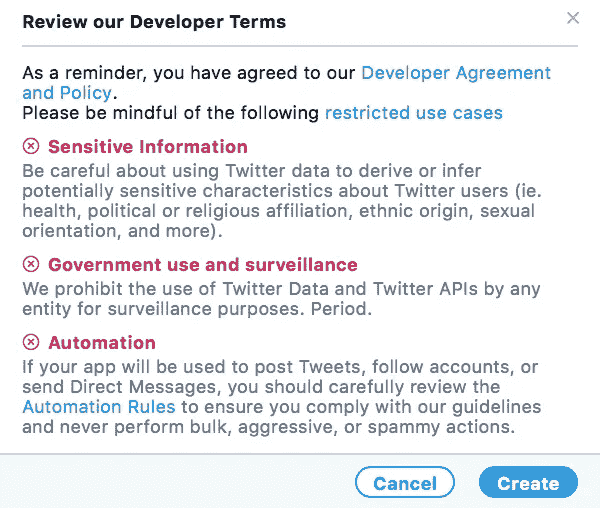 Review our Developer Terms
As a reminder, you have agreed to our Developer Agreement
and Policy.
Please be mindful of the following restricted use cases
Sensitive Information
Be careful about using Twitter data to derive or infer
potentially sensitive characteristics about Twitter users (ie.
health, political or religious affiliation, ethnic origin, sexual
orientation, and more).
Government use and surveillance
We prohibit the use of Twitter Data and Twitter APIs by any
entity for surveillance purposes. Period.
Automation
If your app will be used to post Tweets, follow accounts, or
send Direct Messages, you should carefully review the
Automation Rules to ensure you comply with our guidelines
and never perform bulk, aggressive, or spammy actions.
Cancel
Create